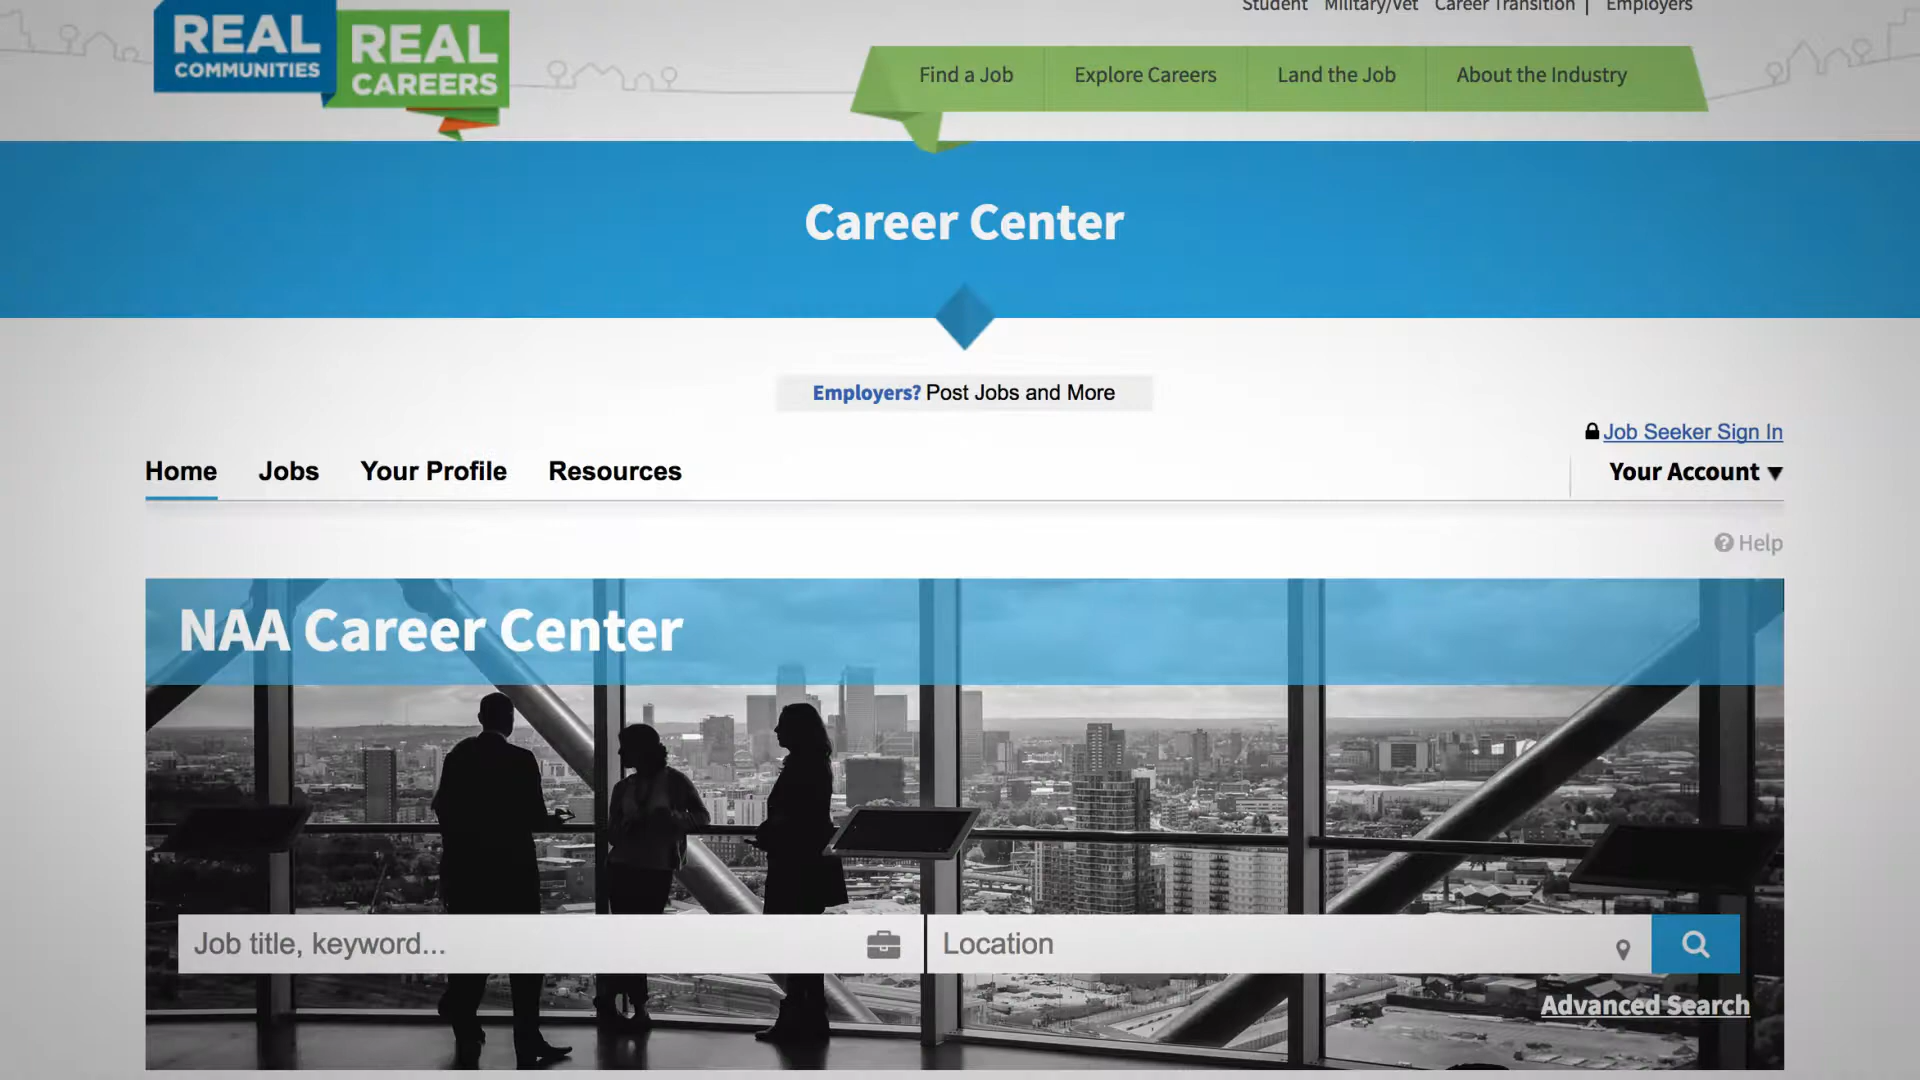 Student Military/Vet Career Transition | Employers
REAL
COMMUNITIES
REAL
CAREERS
Find a Job Explore Careers Land the Job About the Industry
Career Center
Employers? Post Jobs and More
Job Seeker Sign In
Home Jobs Your Profile Resources Your Account
Help
NAA Career Center
Job title, keyword... Location
Advanced Search